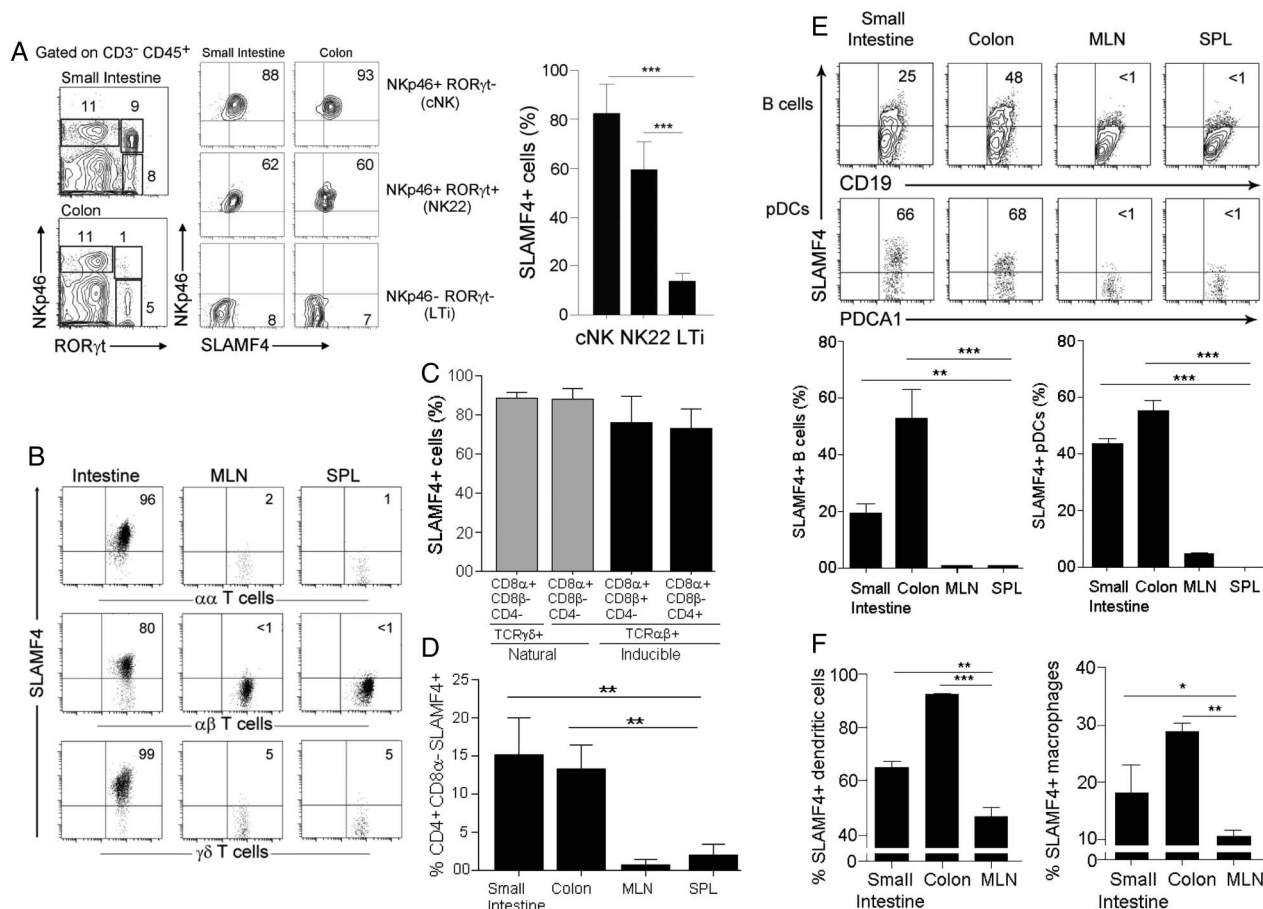 A
Gated on CD3- CD45+
Small Intestine
11
9
8
Colon
11
1
5
NKp46
RORγt
Small Intestine
Colon
88
93
NKp46+ RORγt-
(cNK)
62
60
NKp46+ RORγt+
(NK22)
8
7
NKp46- RORγt-
(LTi)
NKp46
SLAMF4
SLAMF4+ cells (%)
100
80
60
40
20
0
***
***
cNK NK22 LTi
B
Intestine
MLN
SPL
96
2
1
αα T cells
80
<1
<1
αβ T cells
99
5
5
γδ T cells
SLAMF4
C
SLAMF4+ cells (%)
100
80
60
40
20
00
CD8α+ CD8α+ CD8α+ CD8α+
CD8β- CD8β- CD8β+ CD8β-
CD4- CD4- CD4- CD4+
TCRγδ+
TCRαβ+
Natural
Inducible
D
% CD4+ CD8α- SLAMF4+
25
20
15
10
5
00
**
**
Small
Intestine
Colon
MLN
SPL
E
Small
Intestine
Colon
MLN
SPL
B cells
25
48
<1
<1
CD19
pDCs
66
68
<1
<1
SLAMF4
PDCA1
SLAMF4+ B cells (%)
80
60
40
20
00
***
**
Small
Intestine
Colon
MLN
SPL
SLAMF4+ pDCs (%)
80
60
40
20
00
***
***
Small
Intestine
Colon
MLN
SPL
F
% SLAMF4+ dendritic cells
100
80
60
40
0
**
***
Small
Intestine
Colon
MLN
% SLAMF4+ macrophages
40
30
20
10
0
*
**
Small
Intestine
Colon
MLN